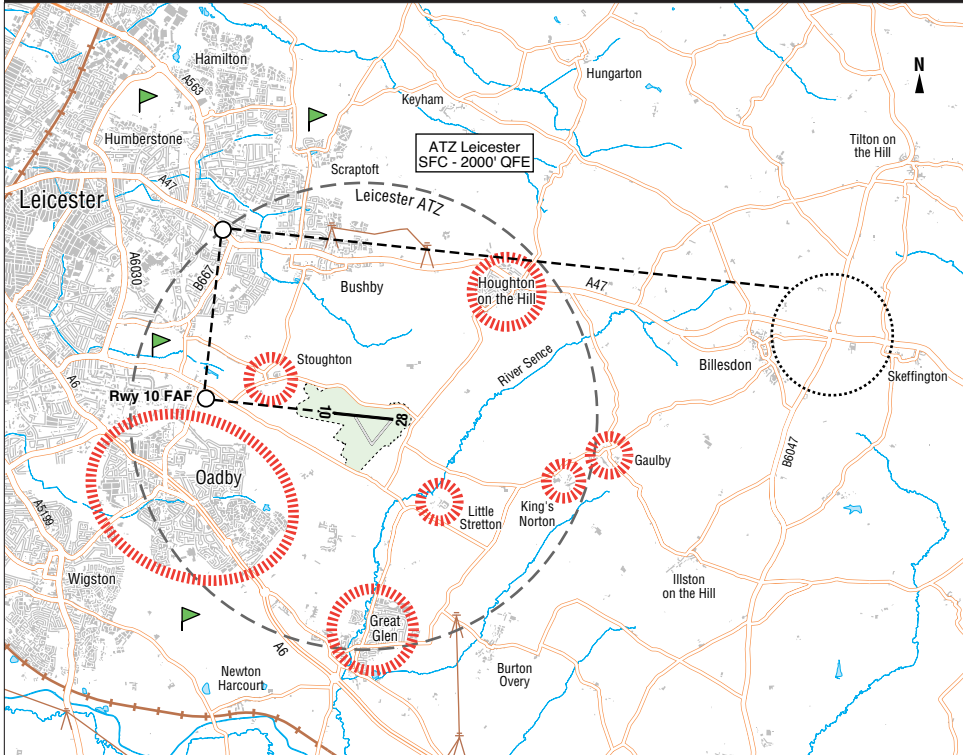 Hamilton
A563
Hungarton
N
Keyham
Humberstone
ATZ Leicester
SFC - 2000' QFE
Tilton on
the Hill
Scraptoft
A47
Leicester
Leicester ATZ
A6030
B667
Bushby
Houghton
on the Hill
A47
Stoughton
River Sence
Billesdon
Skeffington
A6
Rwy 10 FAF
10
28
B6047
Oadby
Gaulby
A5199
Little
Stretton
King's
Norton
Wigston
Illston
on the Hill
Great
Glen
A6
Newton
Harcourt
Burton
Overy